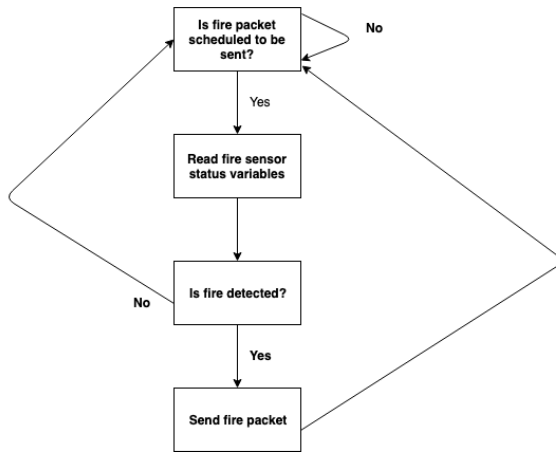 Is fire packet
scheduled to be
sent?
No
Yes
Read fire sensor
status variables
Is fire detected?
No
Yes
Send fire packet